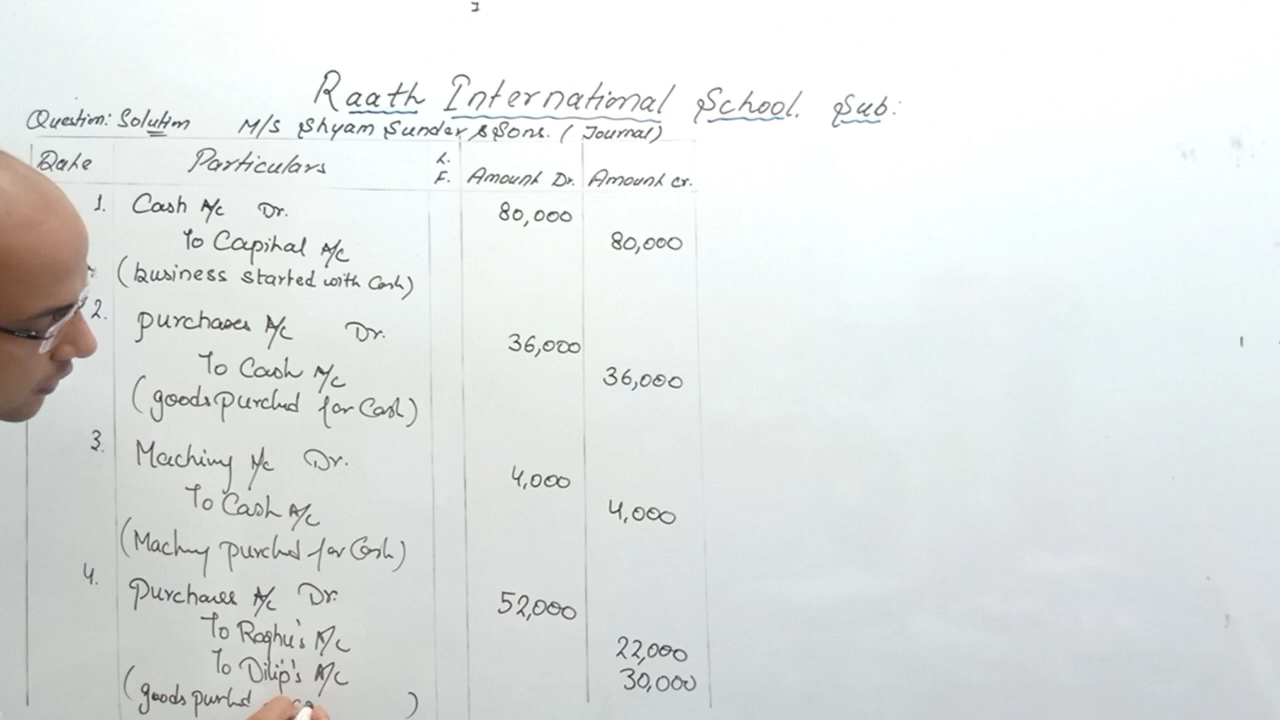 Raath International School. Sub:
Question: Solution M/S Shyam Sunder & Sons. (Journal)
Date Particulars L. F. Amount Dr. Amount Cr.
1. Cash A/c Dr. 80,000
To Capital A/c 80,000
(business started with Cash)
2. purchases A/c Dr. 36,000
To Cash A/c 36,000
(goods purchd for Cash)
3. Machiny A/c Dr. 4,000
To Cash A/c 4,000
(Machny purchd for Cash)
4. Purchases A/c Dr. 52,000
To Raghu's A/c 22,000
To Dilip's A/c 30,000
(goods purhd )